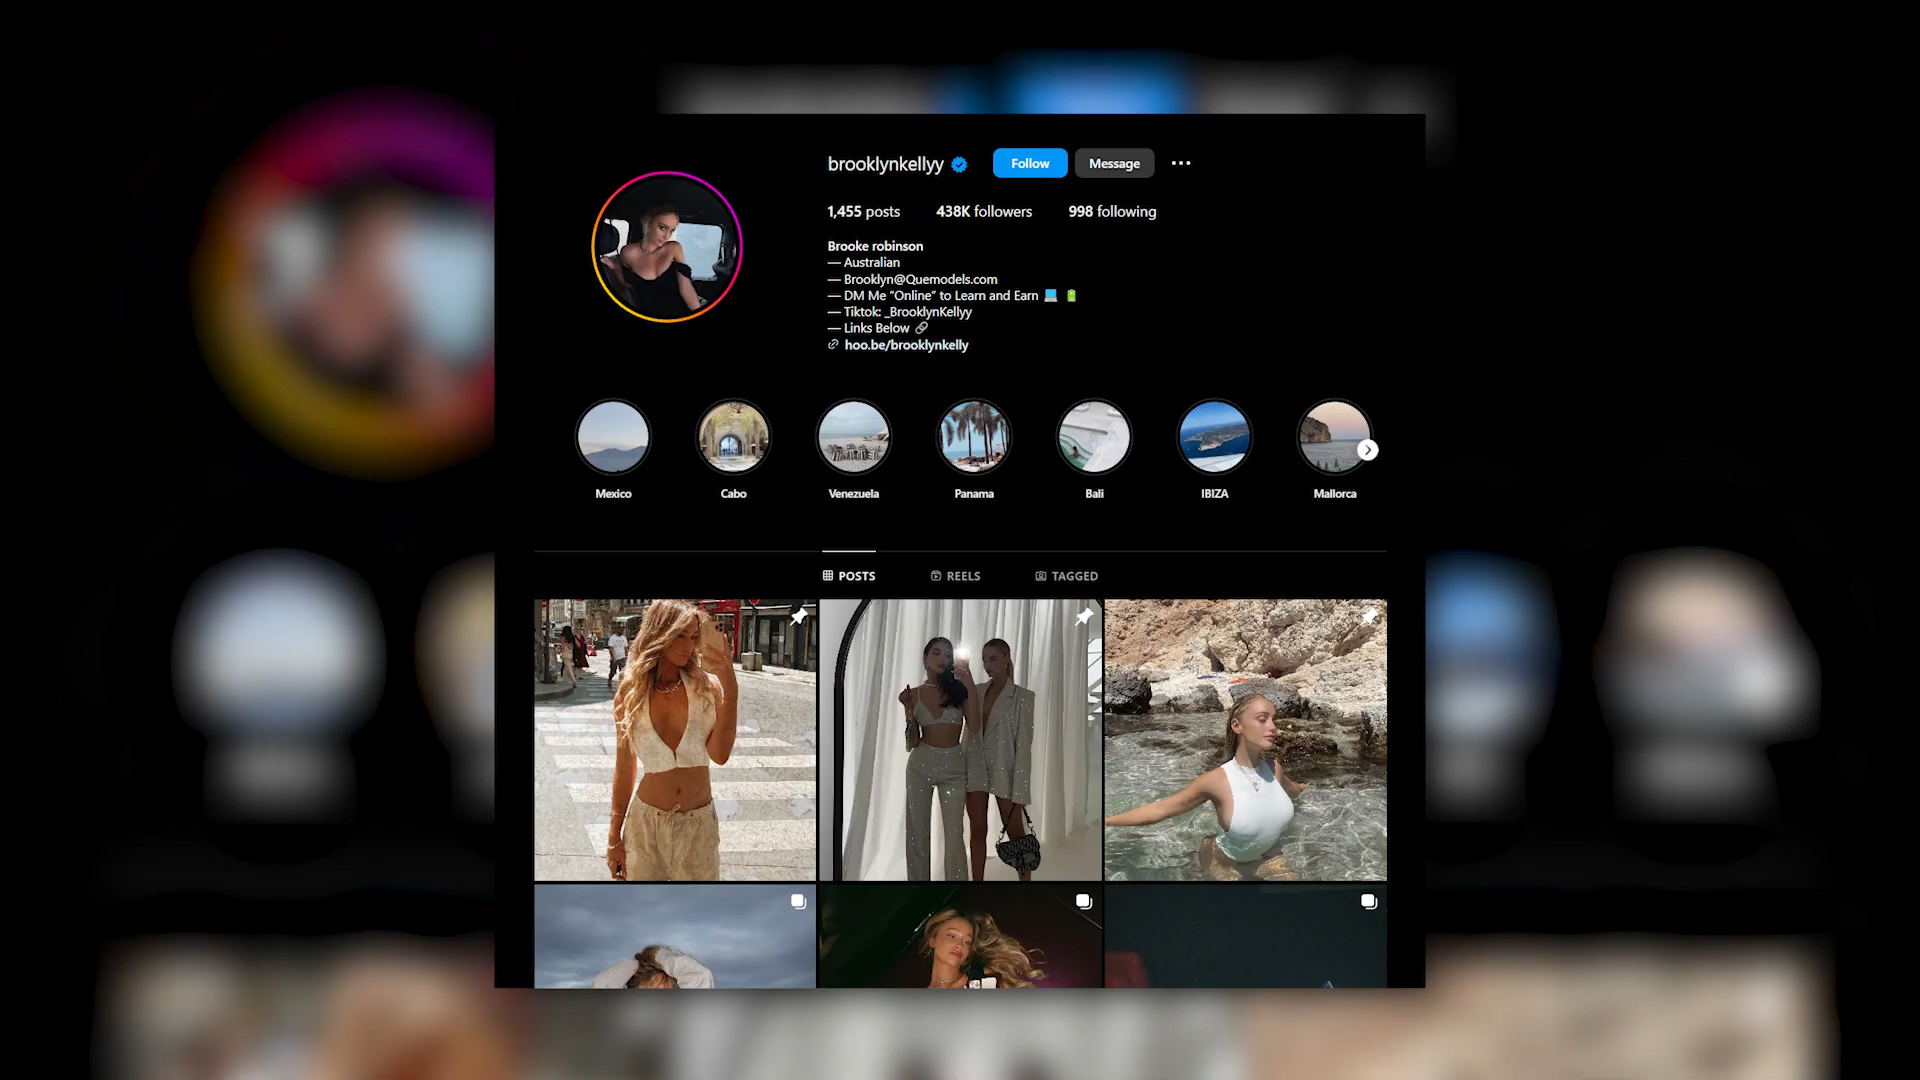 brooklynkellyy
Follow
Message
1,455 posts
438K followers
998 following
Brooke robinson
— Australian
— Brooklyn@Quemodels.com
— DM Me “Online” to Learn and Earn 💻 🔋
— Tiktok: _BrooklynKellyy
— Links Below 🔗
hoo.be/brooklynkelly
Mexico
Cabo
Venezuela
Panama
Bali
IBIZA
Mallorca
POSTS
REELS
TAGGED